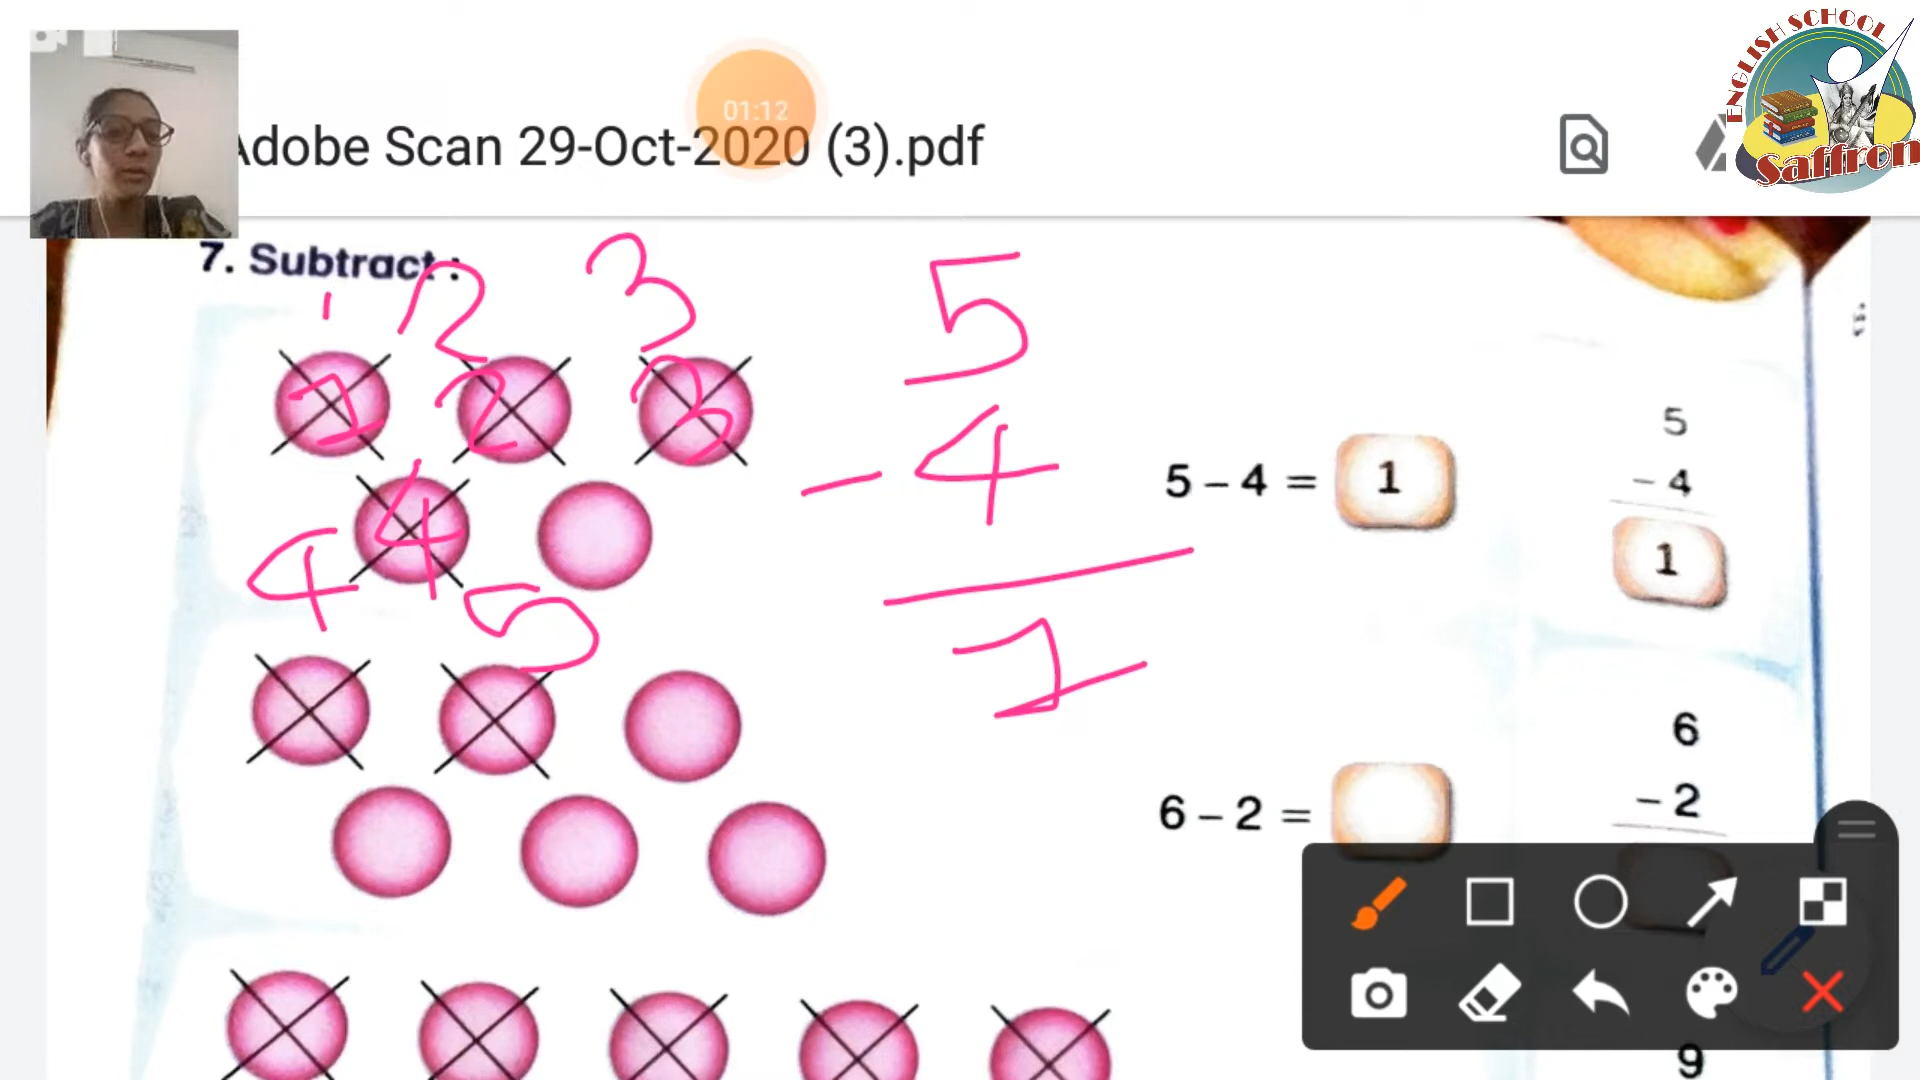 01:12
Adobe Scan 29-Oct-2020 (3).pdf
ENGLISH SCHOOL
Saffron
7. Subtract :
1 2 3
1 2 3
4 4
5
5
- 4
1
5 – 4 = 1
5
– 4
1
6 – 2 =
6
– 2
9